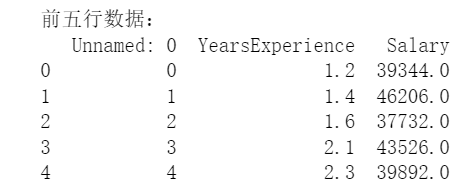 前五行数据:
Unnamed: 0 YearsExperience Salary
0 0 1.2 39344.0
1 1 1.4 46206.0
2 2 1.6 37732.0
3 3 2.1 43526.0
4 4 2.3 39892.0